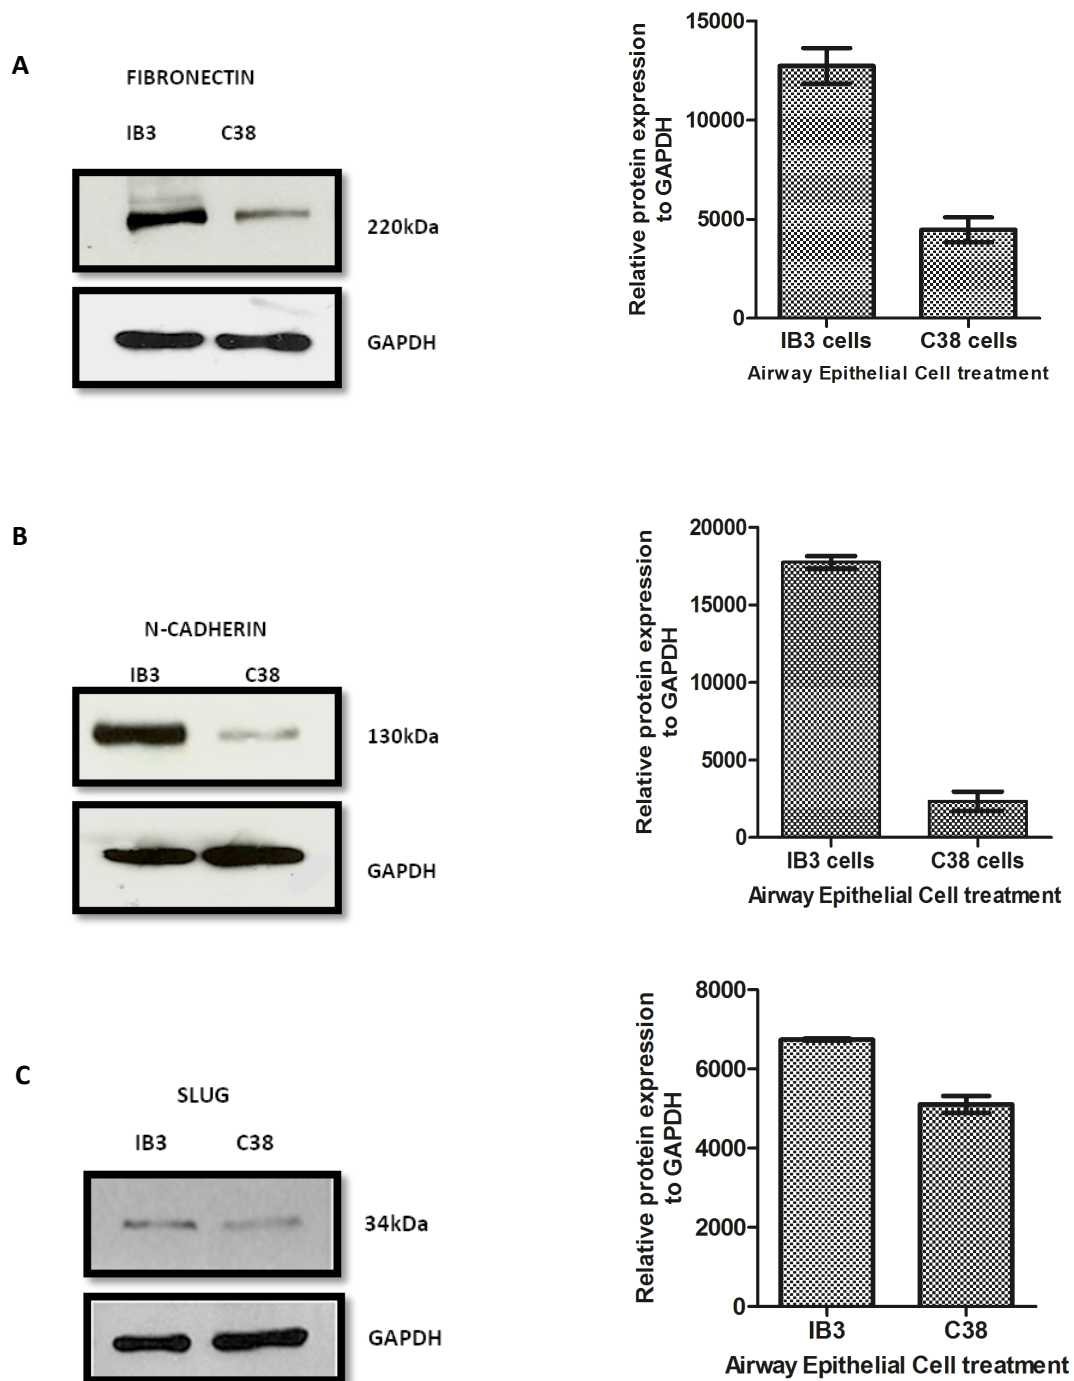 A
FIBRONECTIN
IB3 C38
220kDa
GAPDH
15000
10000
5000
0
Relative protein expression
to GAPDH
IB3 cells C38 cells
Airway Epithelial Cell treatment
B
N-CADHERIN
IB3 C38
130kDa
GAPDH
20000
15000
10000
5000
0
Relative protein expression
to GAPDH
IB3 cells C38 cells
Airway Epithelial Cell treatment
C
SLUG
IB3 C38
34kDa
GAPDH
8000
6000
4000
2000
0
Relative protein expression
to GAPDH
IB3 C38
Airway Epithelial Cell treatment